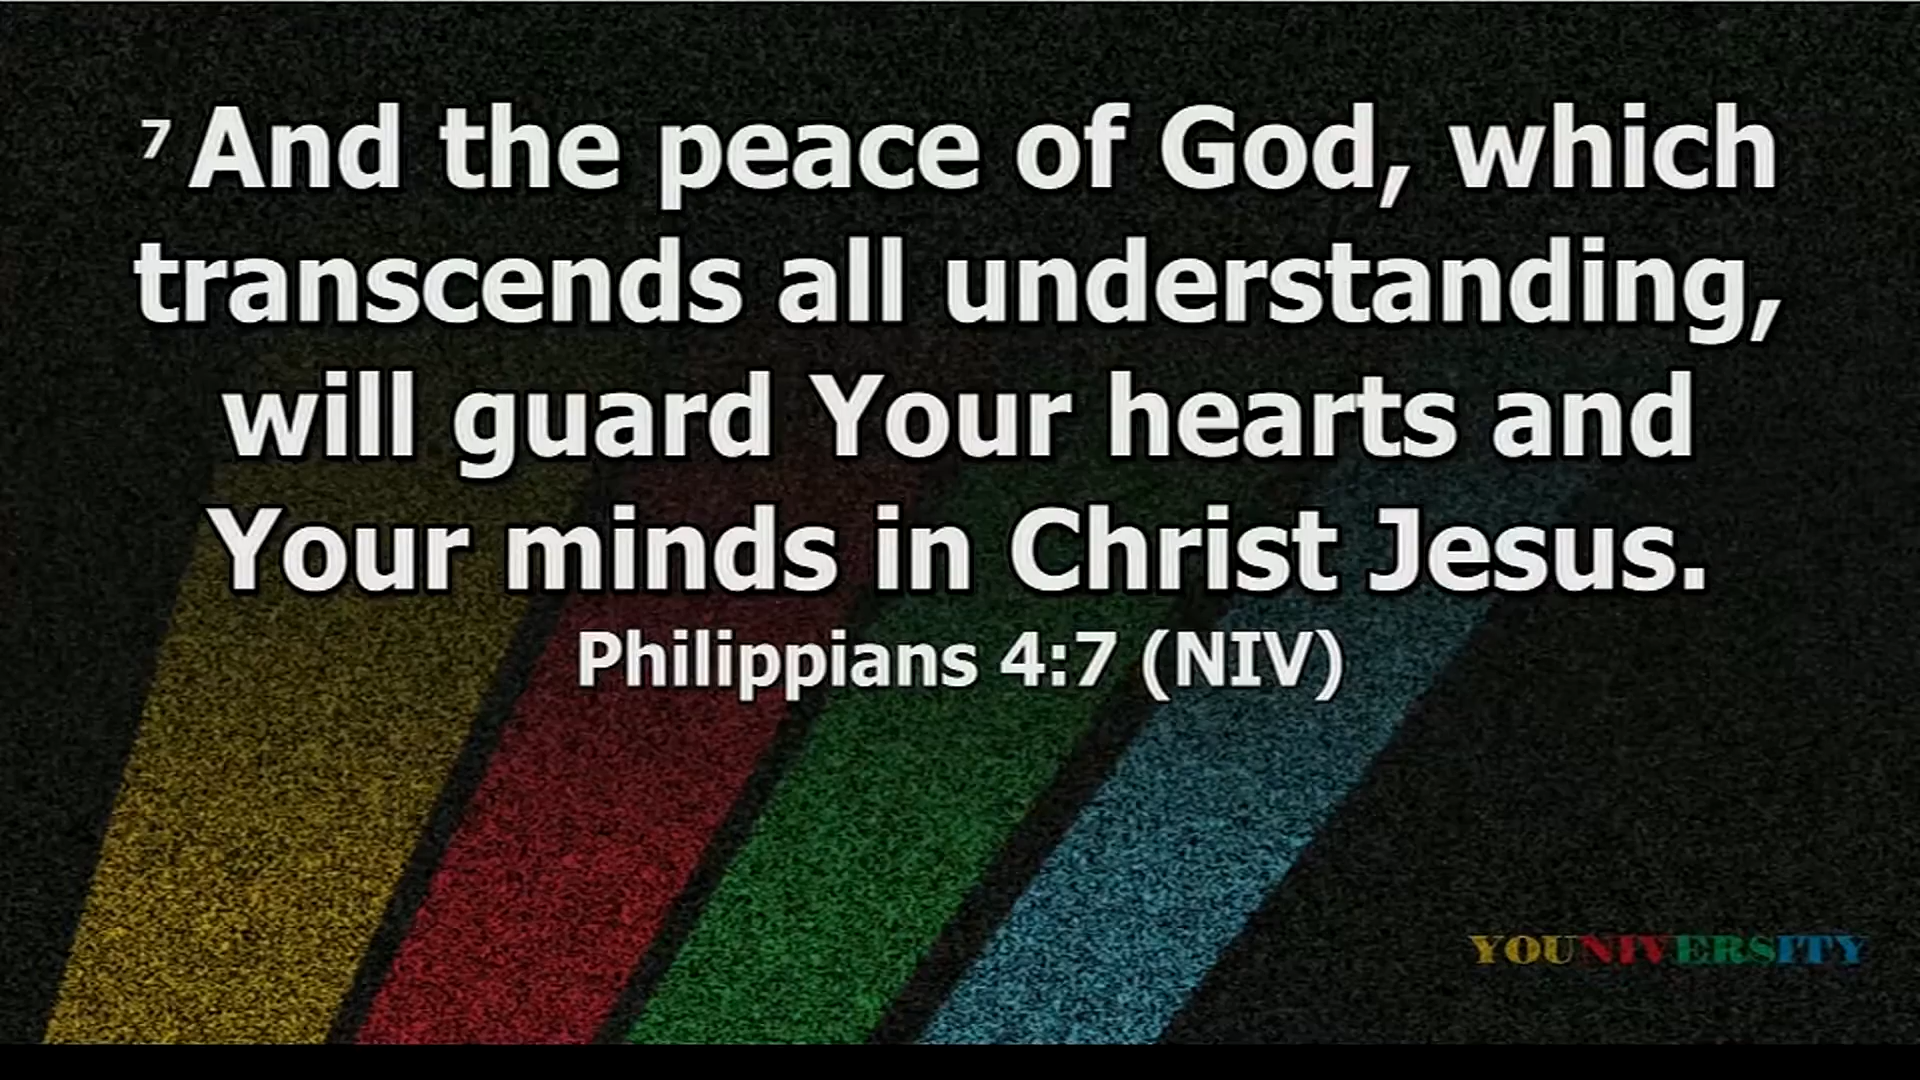 7 And the peace of God, which
transcends all understanding,
will guard Your hearts and
Your minds in Christ Jesus.
Philippians 4:7 (NIV)
YOUNIVERSITY